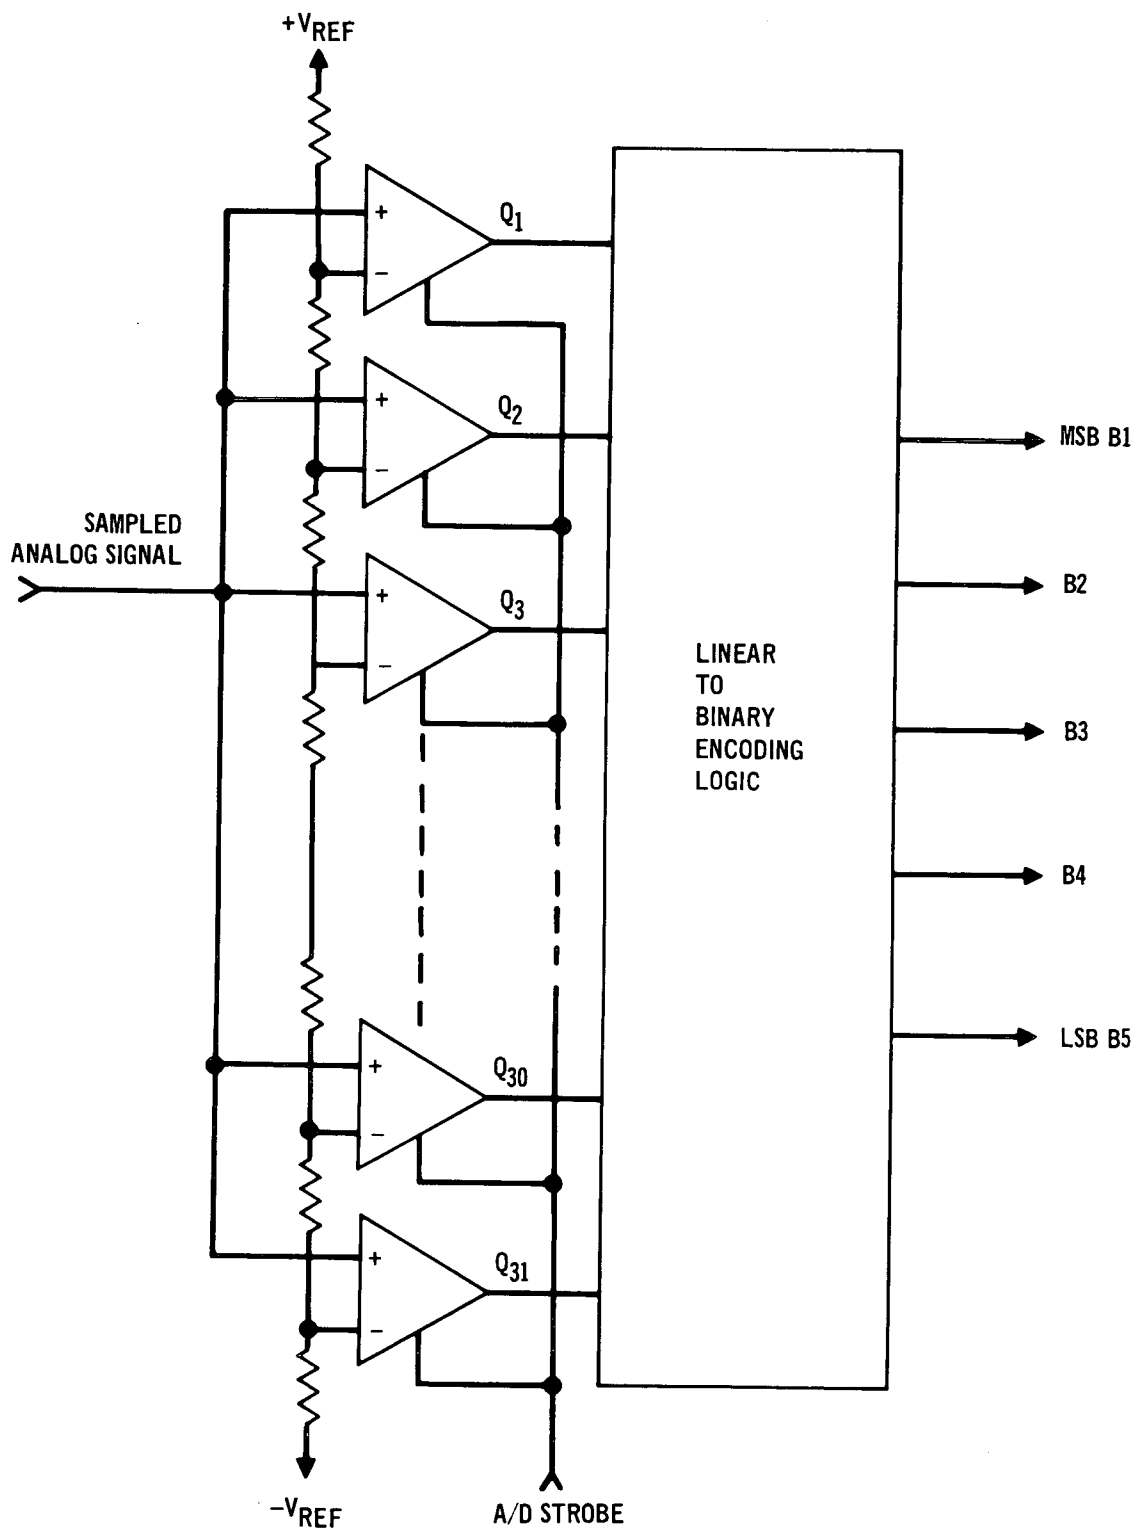 +VREF
+
Q1
−
+
Q2
−
MSB B1
SAMPLED
ANALOG SIGNAL
+
Q3
−
B2
LINEAR
TO
BINARY
ENCODING
LOGIC
B3
B4
+
Q30
−
LSB B5
+
Q31
−
−VREF
A/D STROBE